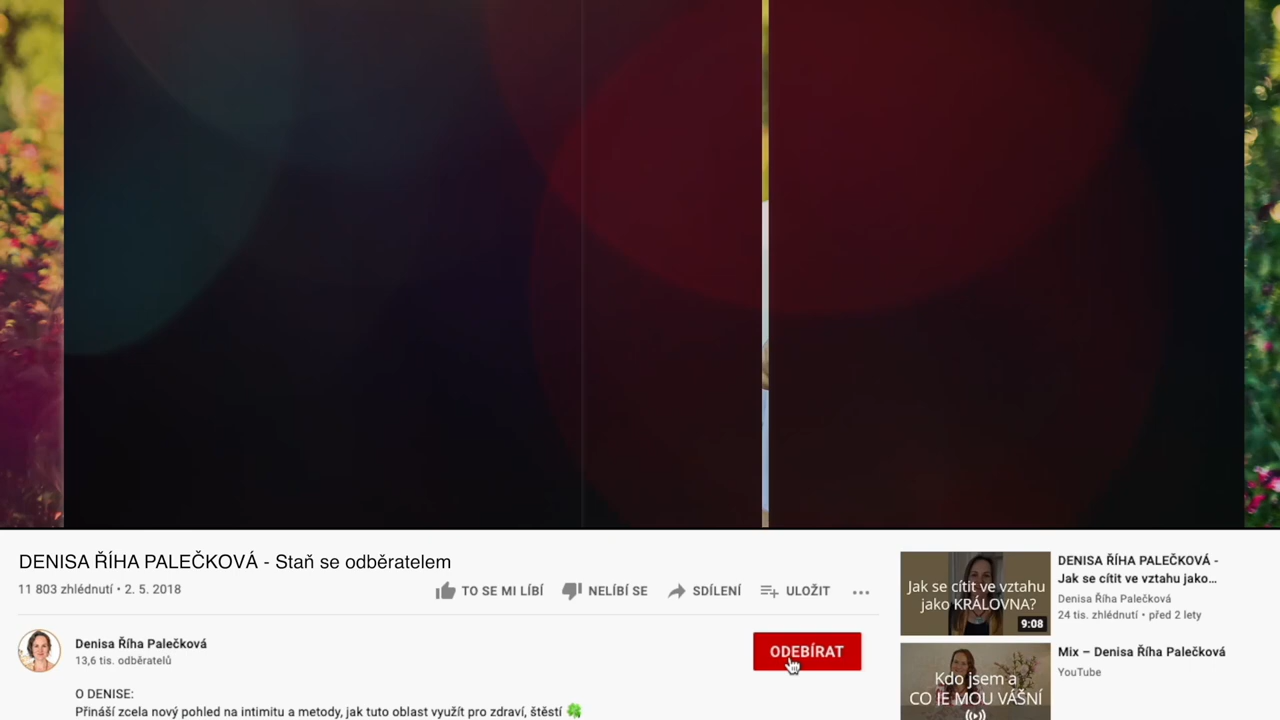 DENISA ŘÍHA PALEČKOVÁ - Staň se odběratelem
11 803 zhlédnutí • 2. 5. 2018
TO SE MI LÍBÍ
NELÍBÍ SE
SDÍLENÍ
ULOŽIT
Denisa Říha Palečková
13,6 tis. odběratelů
ODEBÍRAT
O DENISE:
Přináší zcela nový pohled na intimitu a metody, jak tuto oblast využít pro zdraví, štěstí 🍀
Jak se cítit ve vztahu
jako KRÁLOVNA?
9:08
DENISA ŘÍHA PALEČKOVÁ -
Jak se cítit ve vztahu jako…
Denisa Říha Palečková
24 tis. zhlédnutí • před 2 lety
Kdo jsem a
CO JE MOU VÁŠNÍ
Mix – Denisa Říha Palečková
YouTube